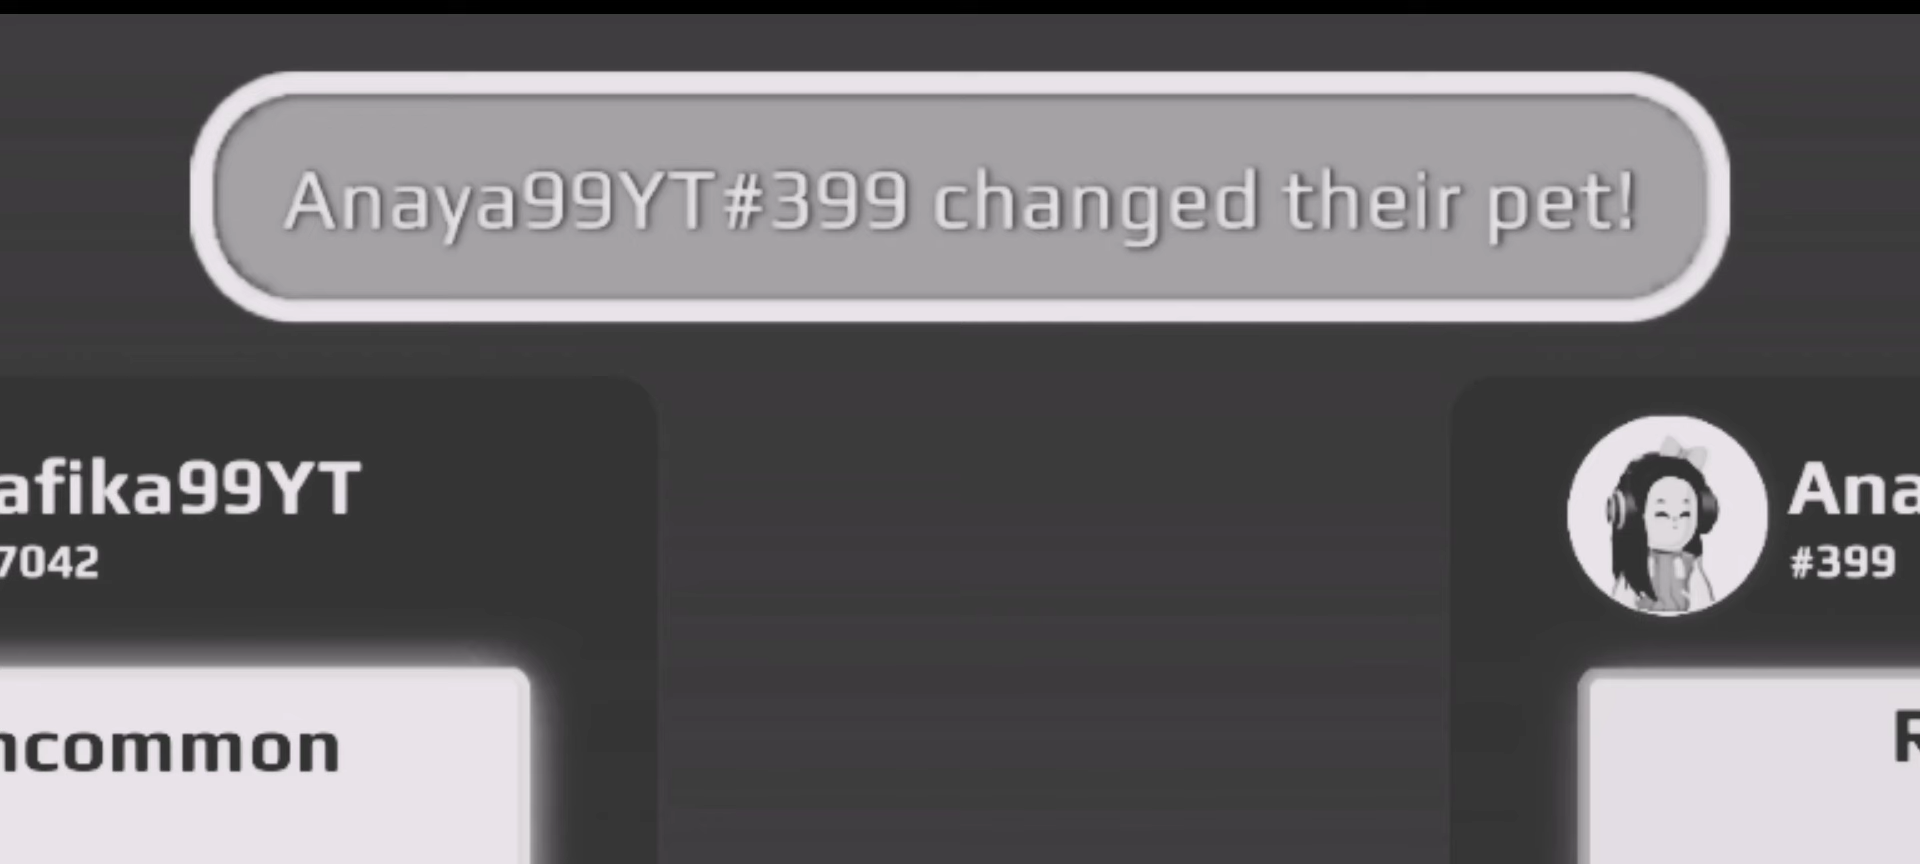 Anaya99YT#399 changed their pet!
afika99YT
7042
Ana
#399
ncommon
R